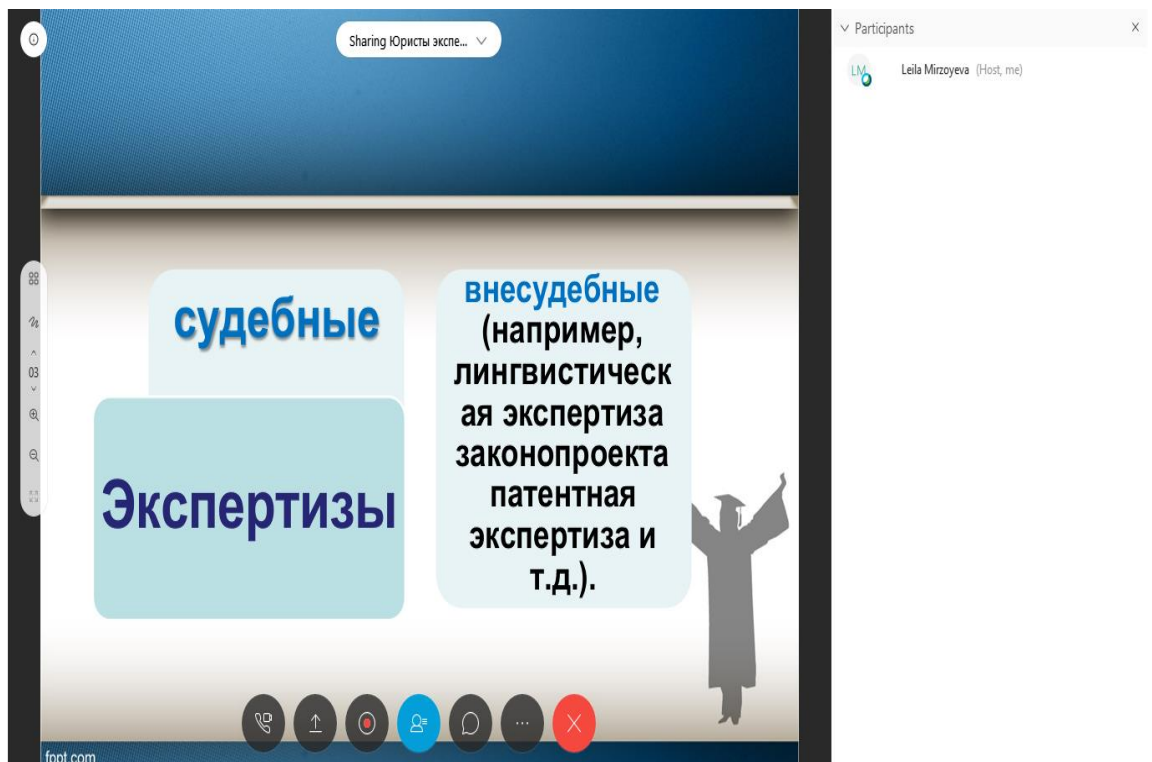 Sharing Юристы экспе...
Participants
X
LM
Leila Mirzoyeva (Host, me)
03
судебные
Экспертизы
внесудебные
(например,
лингвистическ
ая экспертиза
законопроекта
патентная
экспертиза и
т.д.).
fppt.com